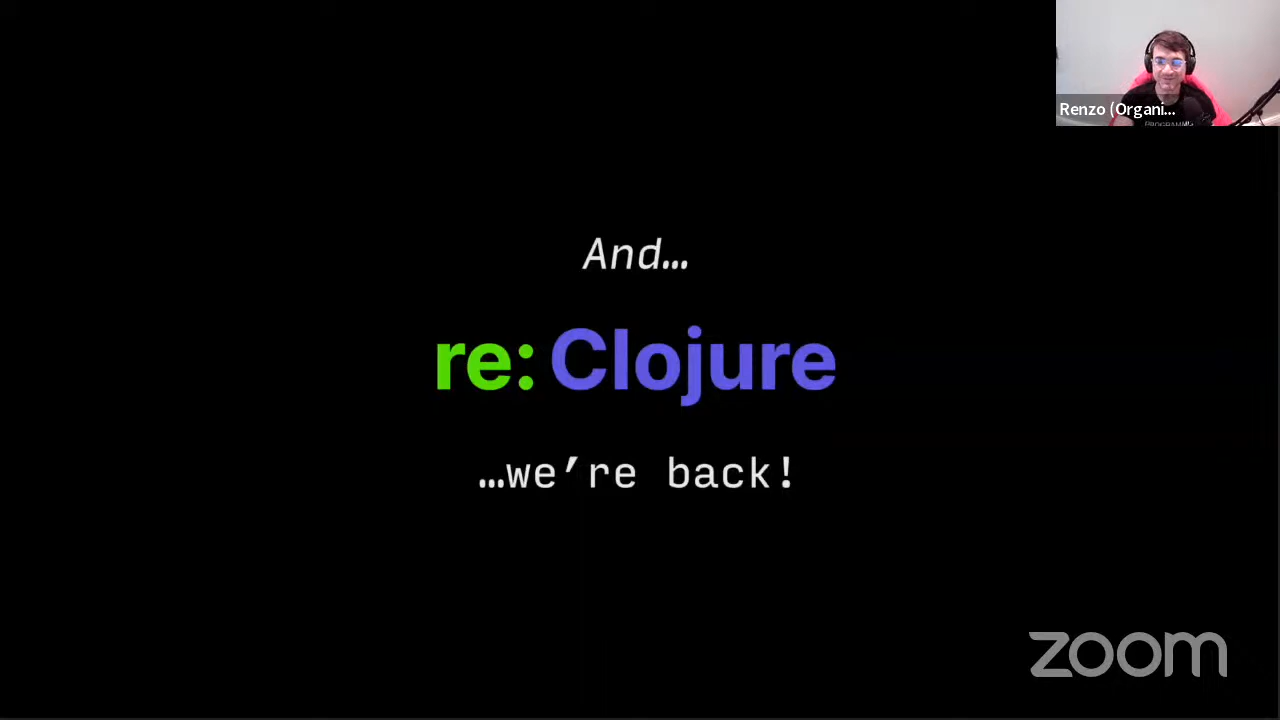 Renzo (Organi...
And…
re:Clojure
…we’re back!
zoom